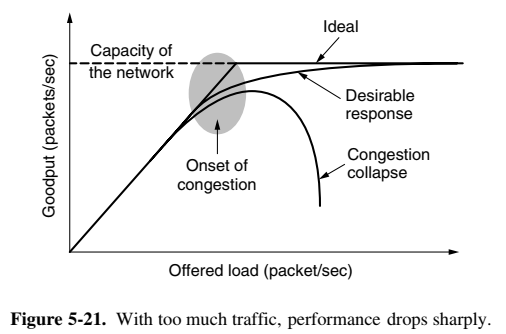 Ideal
Capacity of
the network
Desirable
response
Congestion
collapse
Onset of
congestion
Goodput (packets/sec)
Offered load (packet/sec)
Figure 5-21. With too much traffic, performance drops sharply.